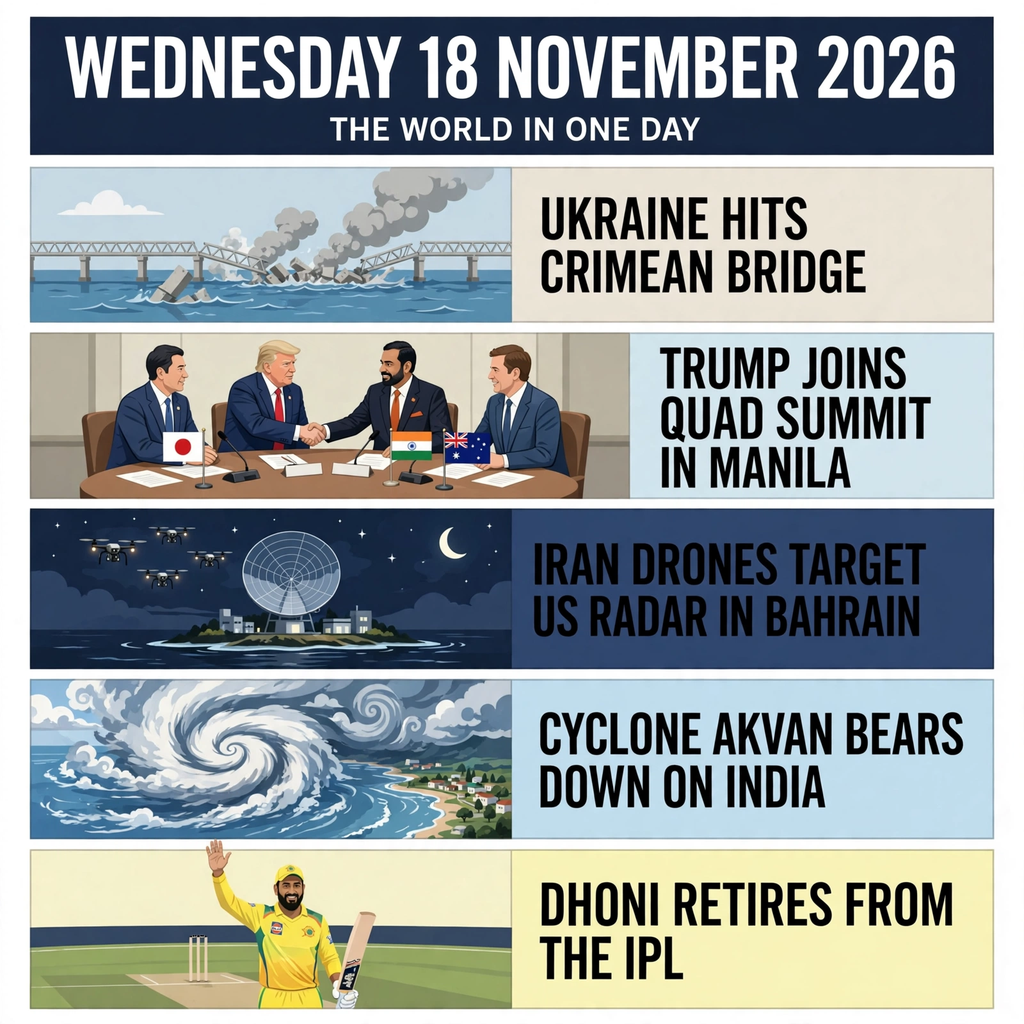 WEDNESDAY 18 NOVEMBER 2026
THE WORLD IN ONE DAY
UKRAINE HITS
CRIMEAN BRIDGE
TRUMP JOINS
QUAD SUMMIT
IN MANILA
IRAN DRONES TARGET
US RADAR IN BAHRAIN
CYCLONE AKVAN BEARS
DOWN ON INDIA
DHONI RETIRES FROM
THE IPL